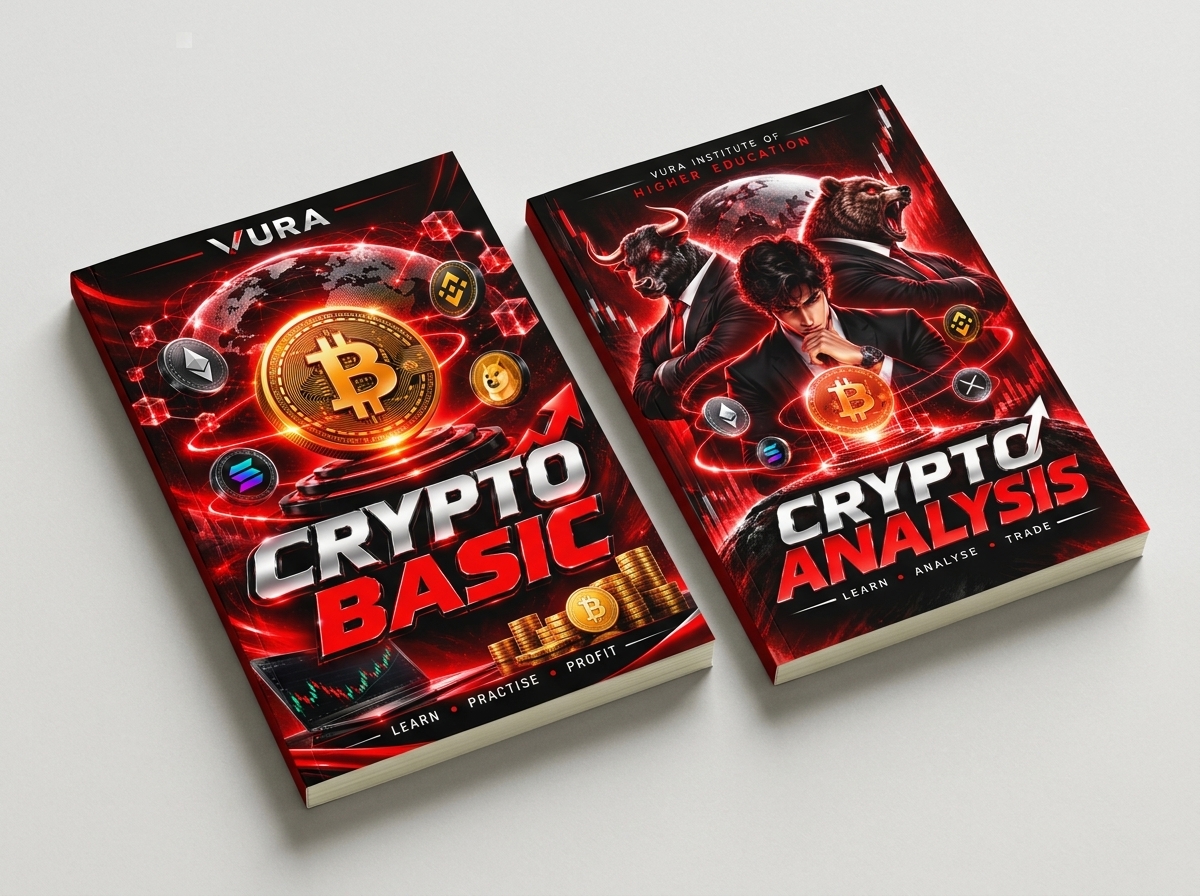 VURA
CRYPTO
BASIC
LEARN • PRACTISE • PROFIT
VURA INSTITUTE OF
HIGHER EDUCATION
CRYPTO
ANALYSIS
LEARN • ANALYSE • TRADE